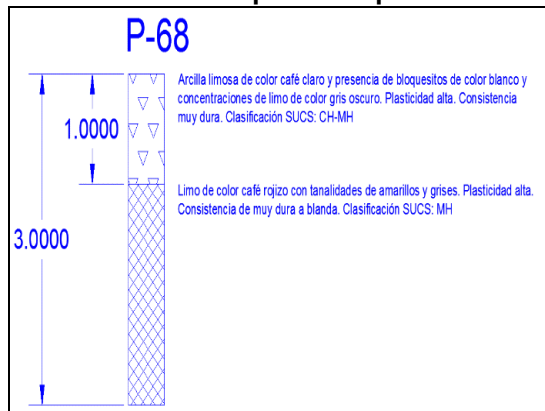 P-68
Arcilla limosa de color café claro y presencia de bloquesitos de color blanco y
concentraciones de limo de color gris oscuro. Plasticidad alta. Consistencia
muy dura. Clasificación SUCS: CH-MH
1.0000
Limo de color café rojizo con tanalidades de amarillos y grises. Plasticidad alta.
Consistencia de muy dura a blanda. Clasificación SUCS: MH
3.0000